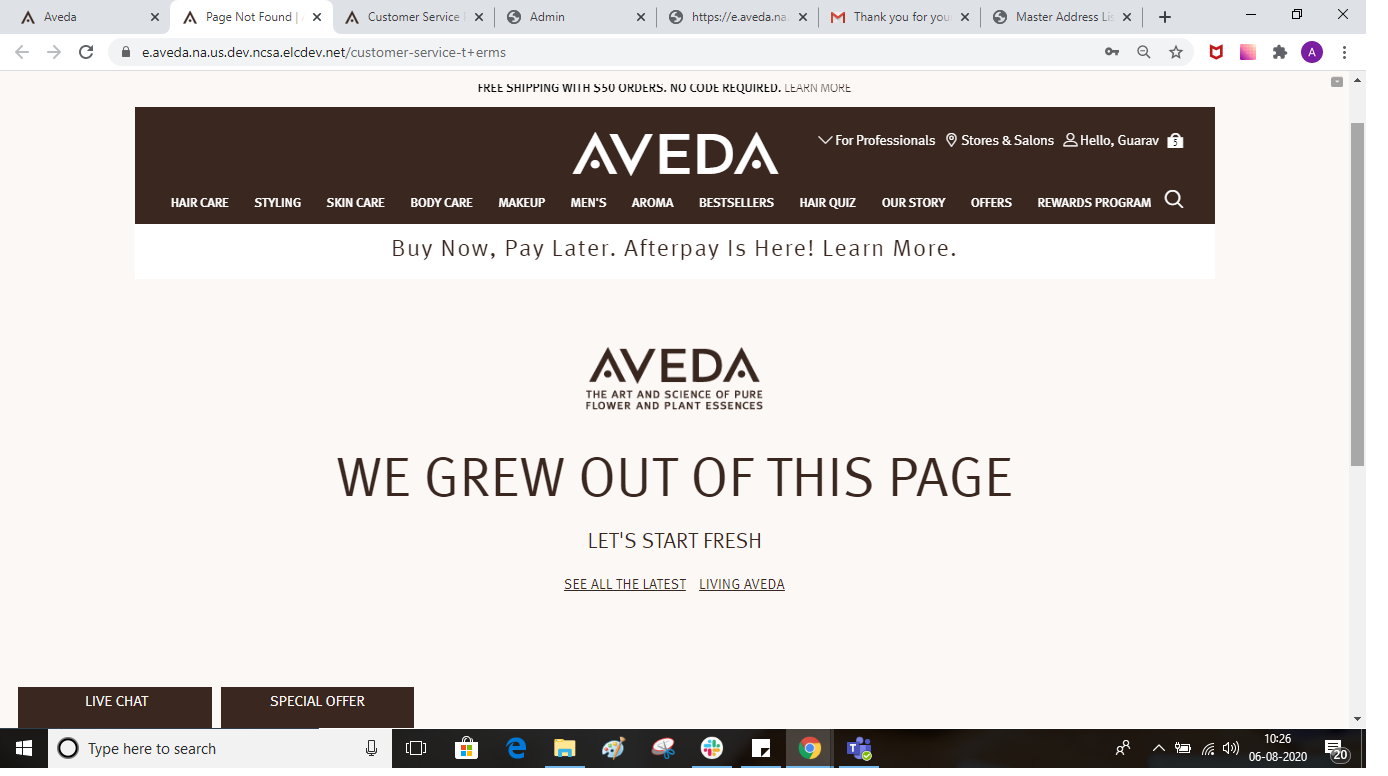 Aveda
Page Not Found |
Customer Service
Admin
https://e.aveda.na.
Thank you for you
Master Address Lis
e.aveda.na.us.dev.ncsa.elcdev.net/customer-service-t+erms
A
FREE SHIPPING WITH $50 ORDERS. NO CODE REQUIRED. LEARN MORE
AVEDA
For Professionals Stores & Salons Hello, Guarav 5
HAIR CARE STYLING SKIN CARE BODY CARE MAKEUP MEN'S AROMA BESTSELLERS HAIR QUIZ OUR STORY OFFERS REWARDS PROGRAM
Buy Now, Pay Later. Afterpay Is Here! Learn More.
AVEDA
THE ART AND SCIENCE OF PURE
FLOWER AND PLANT ESSENCES
WE GREW OUT OF THIS PAGE
LET'S START FRESH
SEE ALL THE LATEST LIVING AVEDA
LIVE CHAT SPECIAL OFFER
Type here to search
10:26
06-08-2020
20